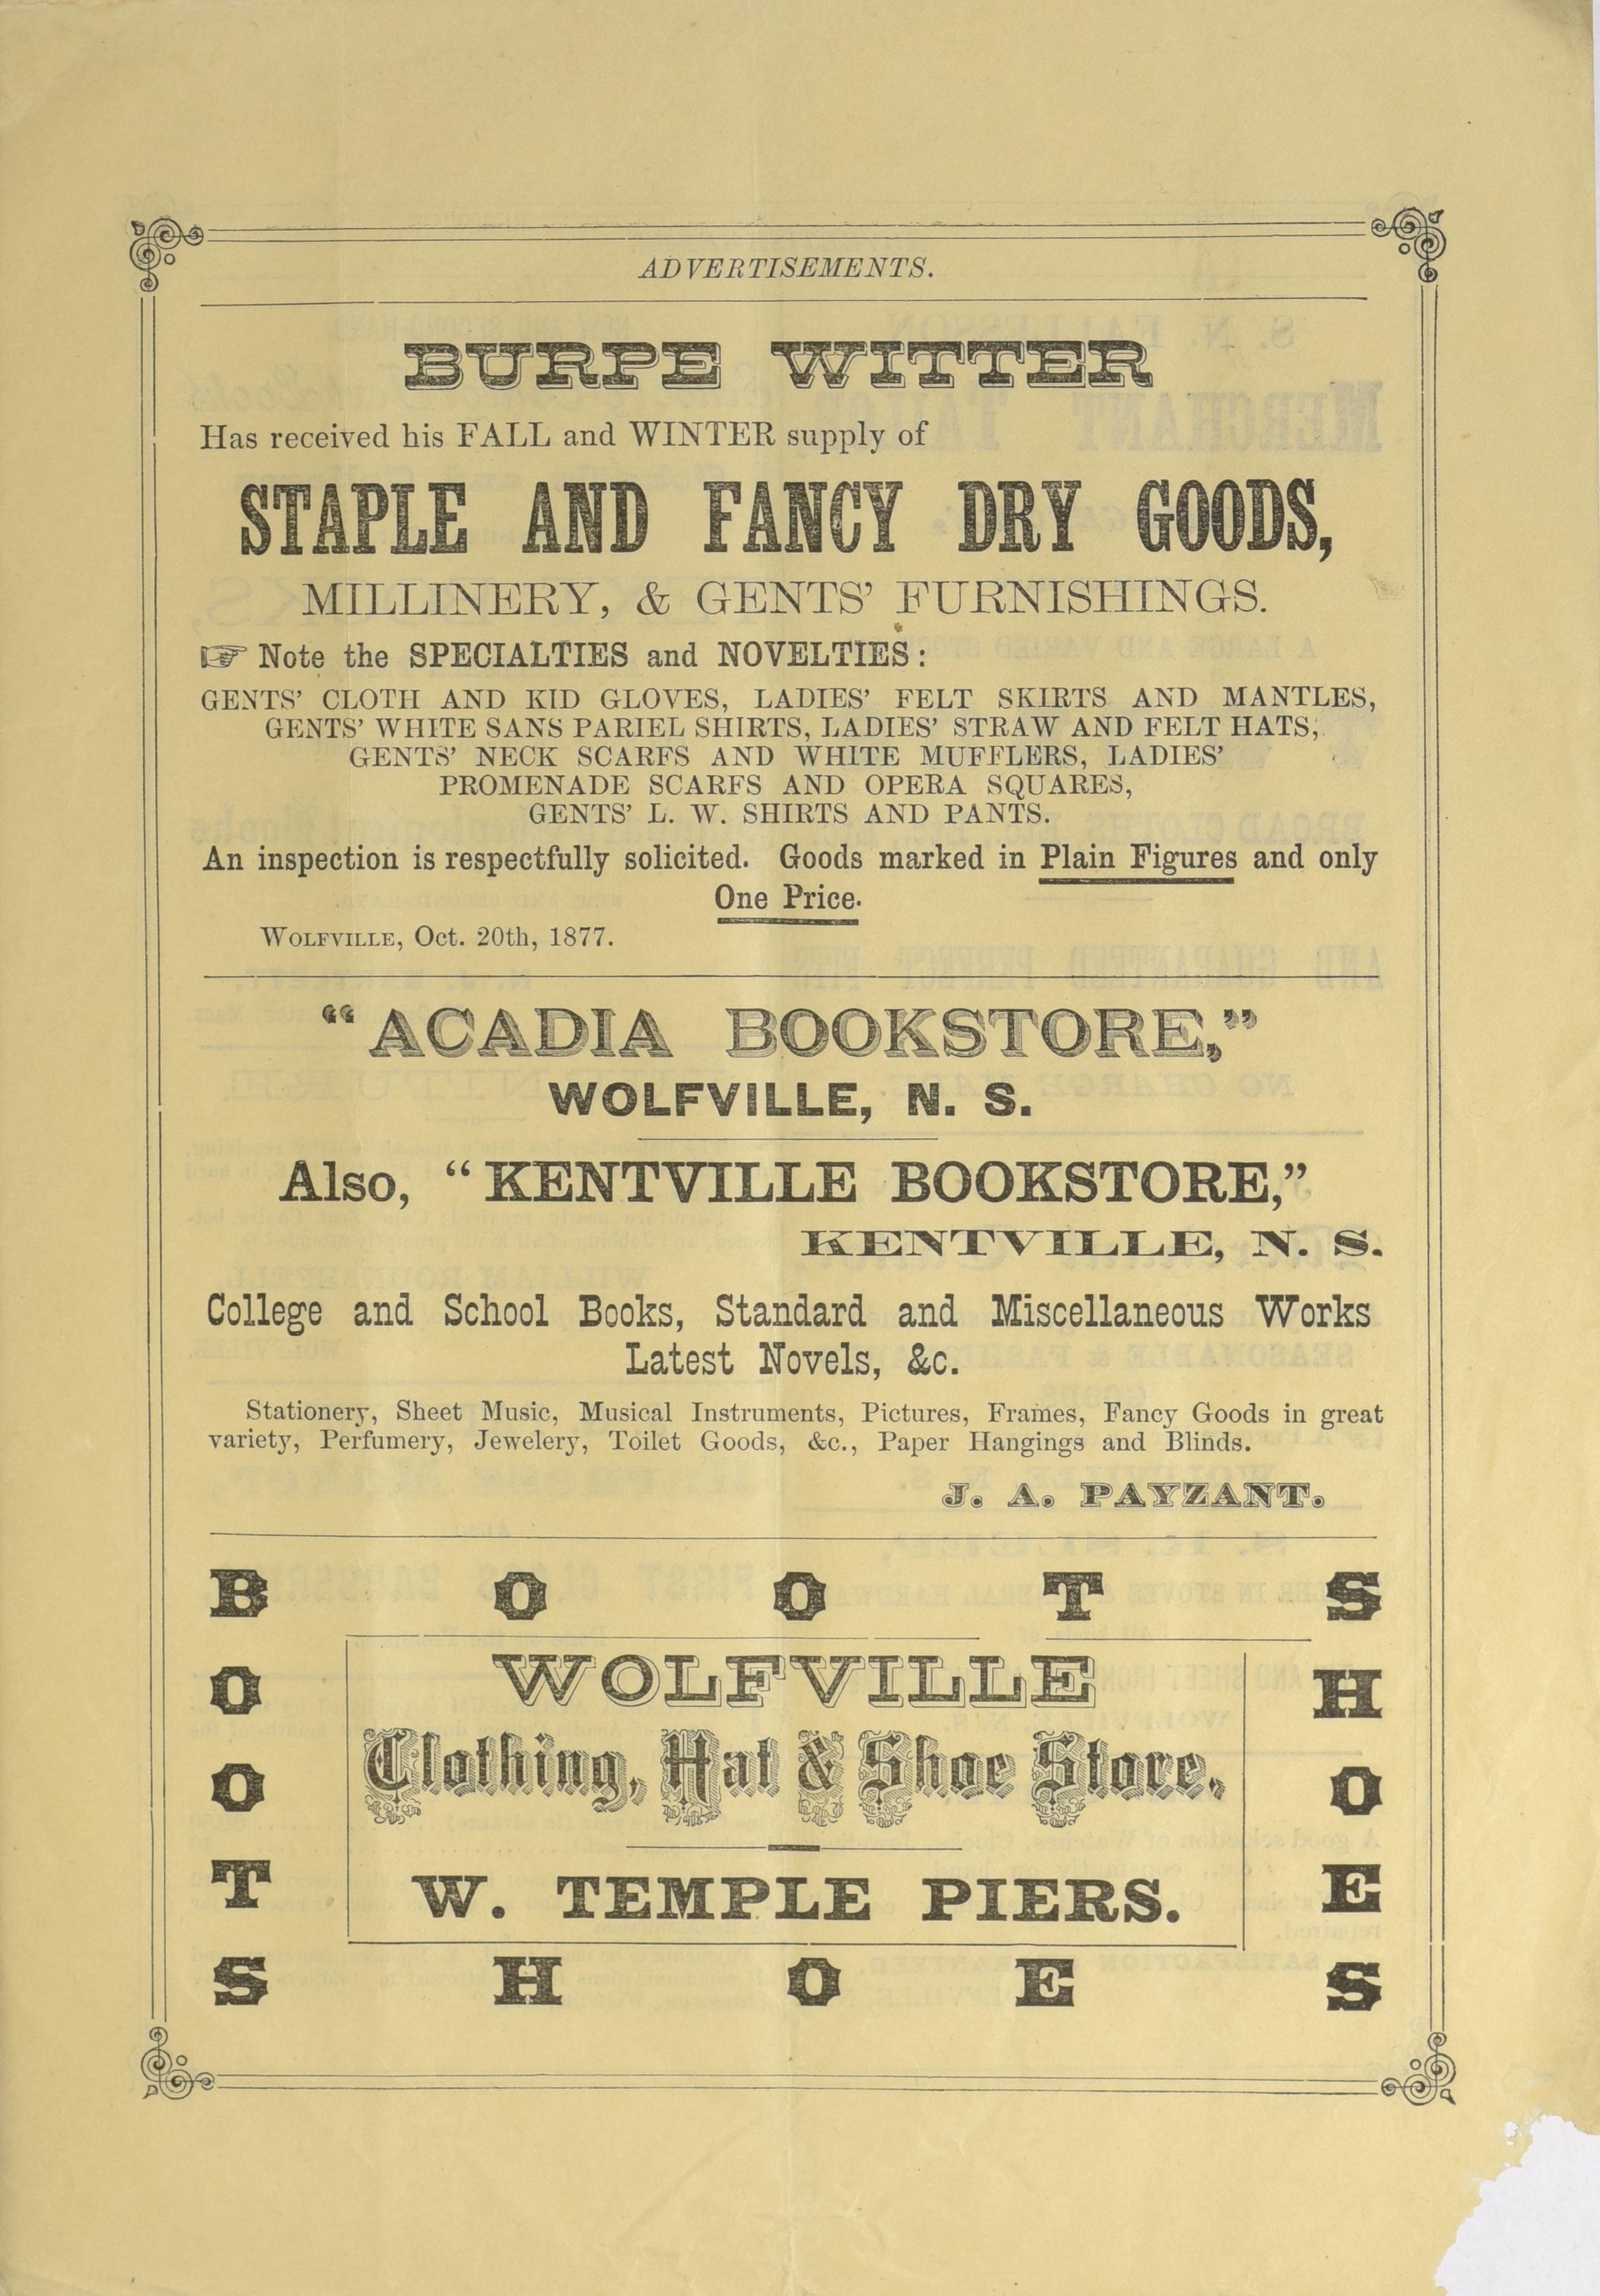 ADVERTISEMENTS.
BURPE WITTER
Has received his FALL and WINTER supply of
STAPLE AND FANCY DRY GOODS,
MILLINERY, & GENTS' FURNISHINGS.
☞ Note the SPECIALTIES and NOVELTIES:
GENTS' CLOTH AND KID GLOVES, LADIES' FELT SKIRTS AND MANTLES,
GENTS' WHITE SANS PARIEL SHIRTS, LADIES' STRAW AND FELT HATS,
GENTS' NECK SCARFS AND WHITE MUFFLERS, LADIES'
PROMENADE SCARFS AND OPERA SQUARES,
GENTS' L. W. SHIRTS AND PANTS.
An inspection is respectfully solicited. Goods marked in Plain Figures and only
One Price.
WOLFVILLE, Oct. 20th, 1877.
"ACADIA BOOKSTORE,"
WOLFVILLE, N. S.
Also, "KENTVILLE BOOKSTORE,"
KENTVILLE, N. S.
College and School Books, Standard and Miscellaneous Works
Latest Novels, &c.
Stationery, Sheet Music, Musical Instruments, Pictures, Frames, Fancy Goods in great
variety, Perfumery, Jewelery, Toilet Goods, &c., Paper Hangings and Blinds.
J. A. PAYZANT.
BOOTS
BOOTS
WOLFVILLE
Clothing, Hat & Shoe Store,
W. TEMPLE PIERS.
SHOES
SHOES